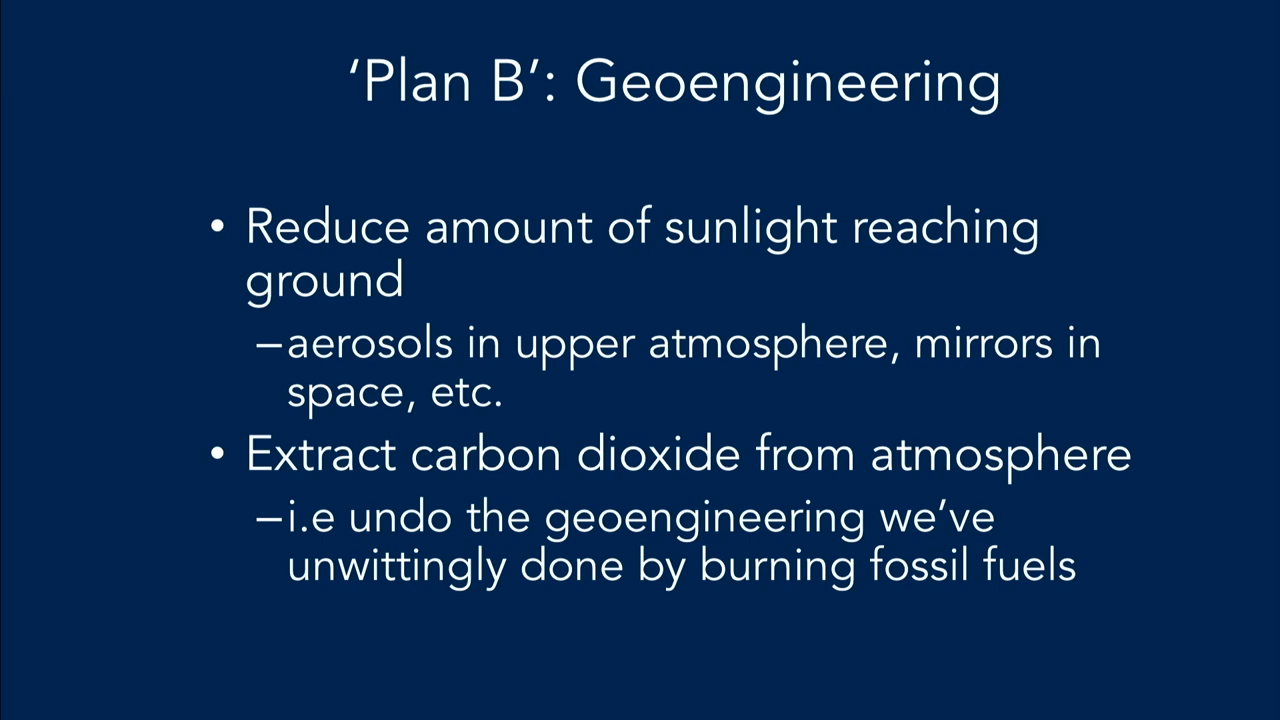 ‘Plan B’: Geoengineering
• Reduce amount of sunlight reaching
ground
–aerosols in upper atmosphere, mirrors in
space, etc.
• Extract carbon dioxide from atmosphere
–i.e undo the geoengineering we’ve
unwittingly done by burning fossil fuels